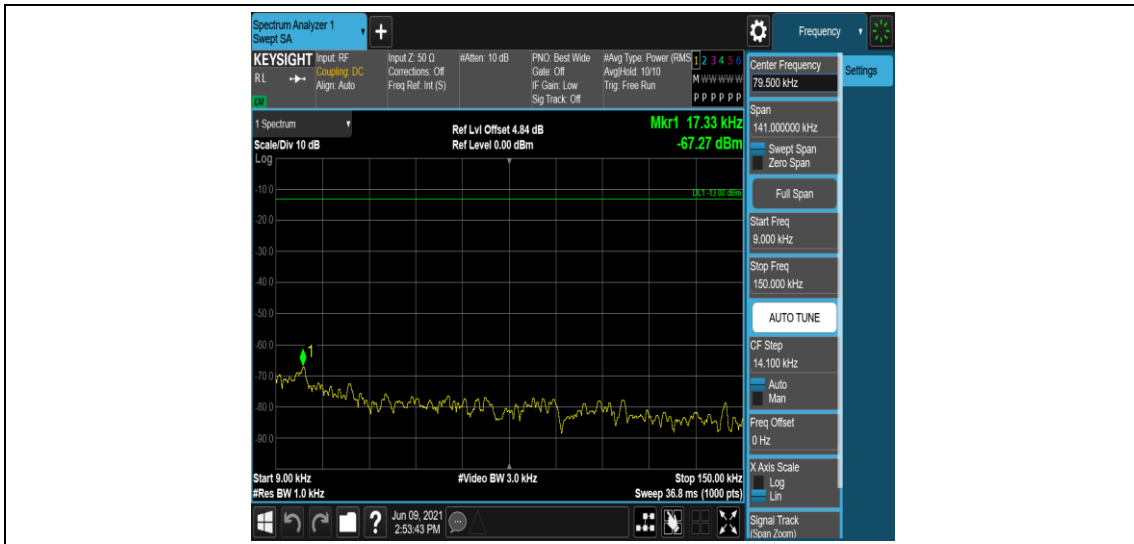 Spectrum Analyzer 1
Swept SA
+
Frequency
KEYSIGHT Input: RF Input Z: 50 Ω #Atten: 10 dB PNO: Best Wide #Avg Type: Power (RMS 1 2 3 4 5 6
RL Coupling: DC Corrections: Off Gate: Off Avg|Hold: 10/10 M W W W W W
Align: Auto Freq Ref: Int (S) IF Gain: Low Trig: Free Run
Sig Track: Off P P P P P P
LXI
1 Spectrum
Scale/Div 10 dB
Ref Lvl Offset 4.84 dB
Ref Level 0.00 dBm
Mkr1 17.33 kHz
-67.27 dBm
Log
DL1 -13.00 dBm
-10.0
-20.0
-30.0
-40.0
-50.0
-60.0
-70.0
-80.0
-90.0
1
Start 9.00 kHz #Video BW 3.0 kHz Stop 150.00 kHz
#Res BW 1.0 kHz Sweep 36.8 ms (1000 pts)
Center Frequency
79.500 kHz
Settings
Span
141.000000 kHz
Swept Span
Zero Span
Full Span
Start Freq
9.000 kHz
Stop Freq
150.000 kHz
AUTO TUNE
CF Step
14.100 kHz
Auto
Man
Freq Offset
0 Hz
X Axis Scale
Log
Lin
Signal Track
(Span Zoom)
?
Jun 09, 2021
2:53:43 PM